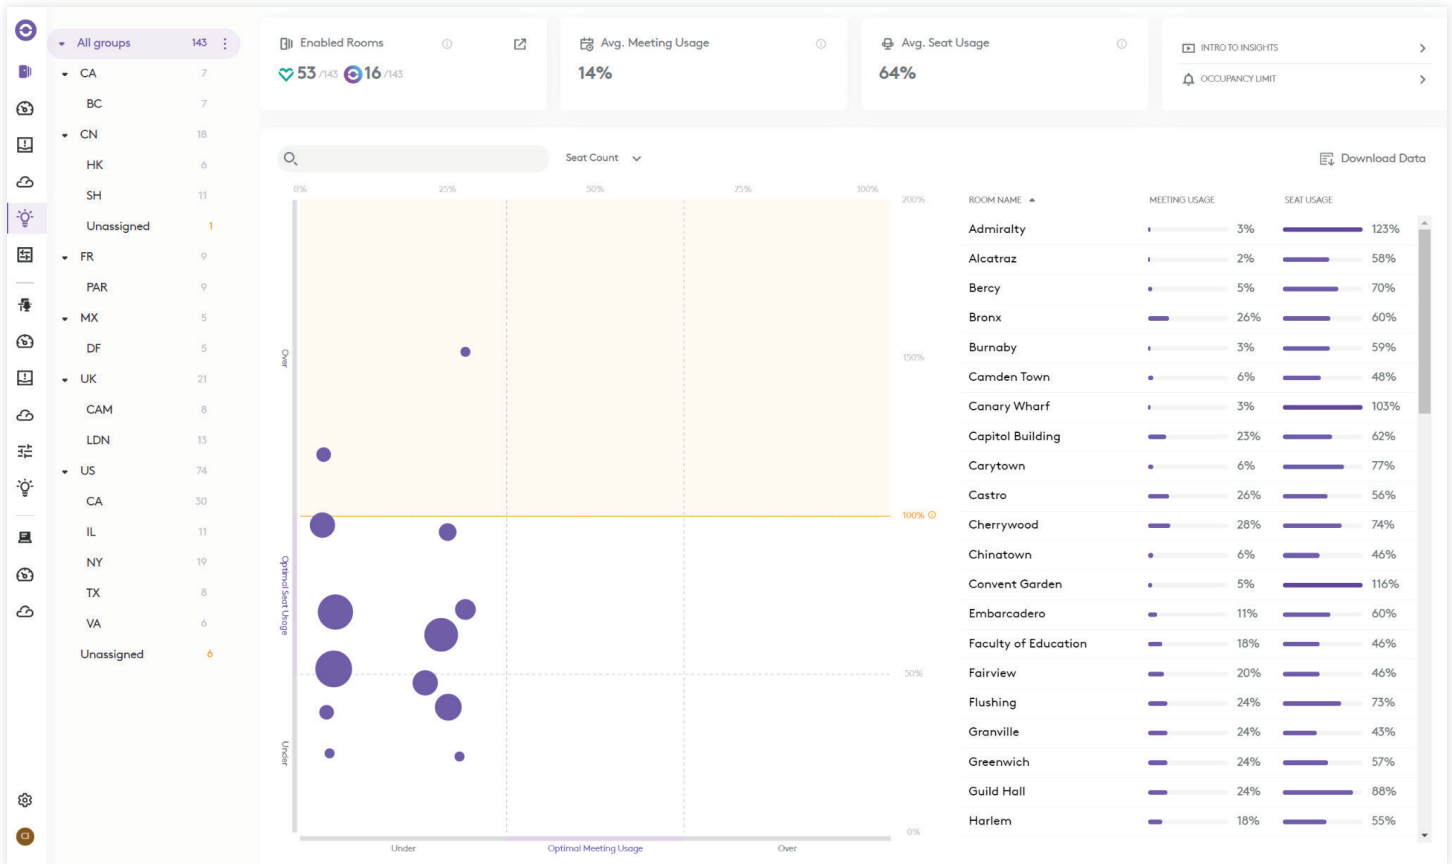 All groups 143
CA 7
BC 7
CN 18
HK 6
SH 11
Unassigned 1
FR 9
PAR 9
MX 5
DF 5
UK 21
CAM 8
LDN 13
US 74
CA 30
IL 11
NY 19
TX 8
VA 6
Unassigned 6
CI
Enabled Rooms
53 /143 16 /143
Avg. Meeting Usage
14%
Avg. Seat Usage
64%
INTRO TO INSIGHTS
OCCUPANCY LIMIT
Seat Count
Download Data
0% 25% 50% 75% 100%
200%
150%
100%
50%
0%
Over
Optimal Seat Usage
Under
Under Optimal Meeting Usage Over
ROOM NAME MEETING USAGE SEAT USAGE
Admiralty 3% 123%
Alcatraz 2% 58%
Bercy 5% 70%
Bronx 26% 60%
Burnaby 3% 59%
Camden Town 6% 48%
Canary Wharf 3% 103%
Capitol Building 23% 62%
Carytown 6% 77%
Castro 26% 56%
Cherrywood 28% 74%
Chinatown 6% 46%
Convent Garden 5% 116%
Embarcadero 11% 60%
Faculty of Education 18% 46%
Fairview 20% 46%
Flushing 24% 73%
Granville 24% 43%
Greenwich 24% 57%
Guild Hall 24% 88%
Harlem 18% 55%